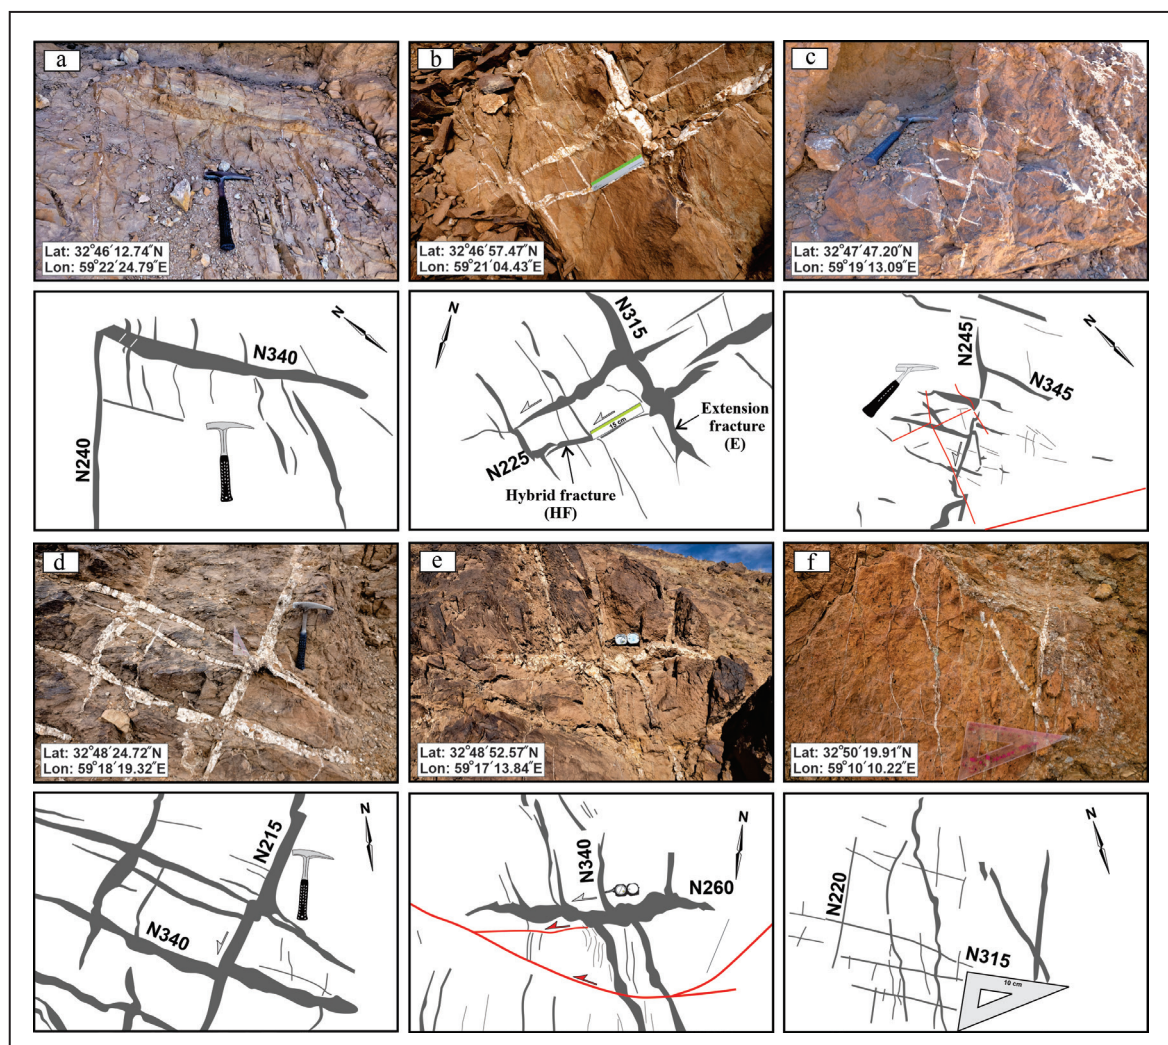 a
Lat: 32°46´12.74˝N
Lon: 59°22´24.79˝E
b
Lat: 32°46´57.47˝N
Lon: 59°21´04.43˝E
c
Lat: 32°47´47.20˝N
Lon: 59°19´13.09˝E
N
N340
N240
N
N315
15 cm
N225
Extension
fracture
(E)
Hybrid fracture
(HF)
N
N245
N345
d
Lat: 32°48´24.72˝N
Lon: 59°18´19.32˝E
e
Lat: 32°48´52.57˝N
Lon: 59°17´13.84˝E
f
Lat: 32°50´19.91˝N
Lon: 59°10´10.22˝E
N
N215
N340
N
N340
N260
N
N220
N315
10 cm